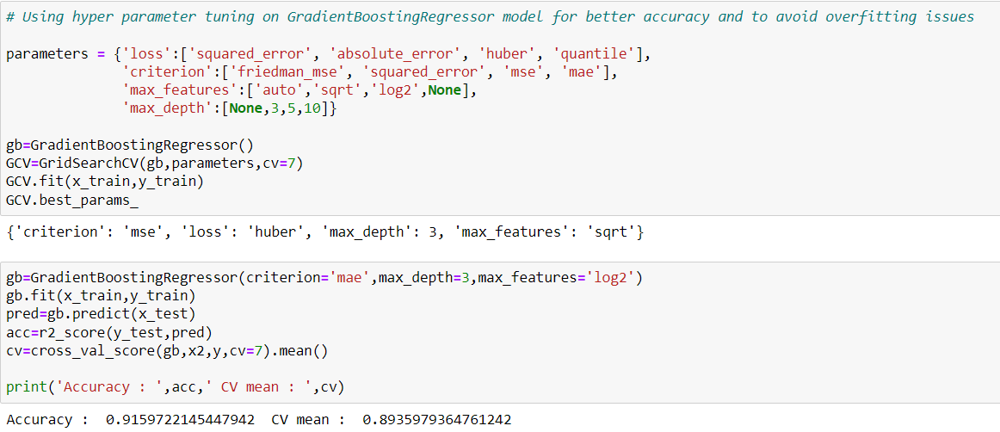 # Using hyper parameter tuning on GradientBoostingRegressor model for better accuracy and to avoid overfitting issues
parameters = {'loss':['squared_error', 'absolute_error', 'huber', 'quantile'],
'criterion':['friedman_mse', 'squared_error', 'mse', 'mae'],
'max_features':['auto','sqrt','log2',None],
'max_depth':[None,3,5,10]}
gb=GradientBoostingRegressor()
GCV=GridSearchCV(gb,parameters,cv=7)
GCV.fit(x_train,y_train)
GCV.best_params_
{'criterion': 'mse', 'loss': 'huber', 'max_depth': 3, 'max_features': 'sqrt'}
gb=GradientBoostingRegressor(criterion='mae',max_depth=3,max_features='log2')
gb.fit(x_train,y_train)
pred=gb.predict(x_test)
acc=r2_score(y_test,pred)
cv=cross_val_score(gb,x2,y,cv=7).mean()
print('Accuracy : ',acc,' CV mean : ',cv)
Accuracy :  0.9159722145447942  CV mean :  0.8935979364761242